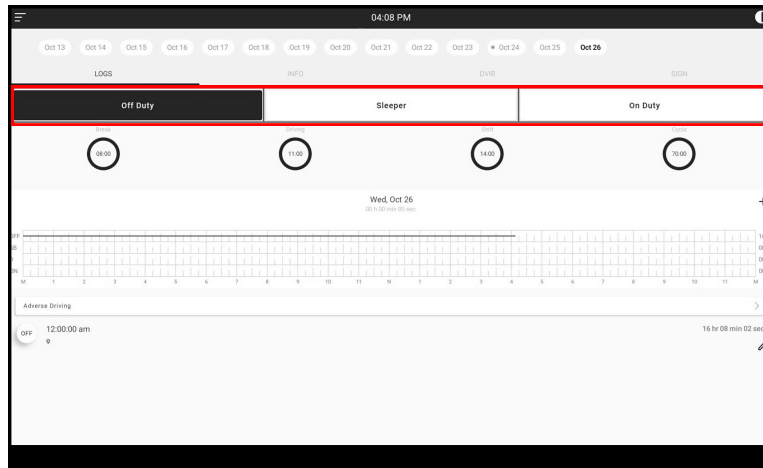 04:08 PM
Oct 13 Oct 14 Oct 15 Oct 16 Oct 17 Oct 18 Oct 19 Oct 20 Oct 21 Oct 22 Oct 23 Oct 24 Oct 25 Oct 26
LOGS INFO DVIR SIGN
Off Duty Sleeper On Duty
Break Driving Shift Cycle
08:00 11:00 14:00 70:00
Wed, Oct 26
00 h 00 min 00 sec
M 1 2 3 4 5 6 7 8 9 10 11 N 1 2 3 4 5 6 7 8 9 10 11 M
Adverse Driving
OFF 12:00:00 am 16 hr 08 min 02 sec